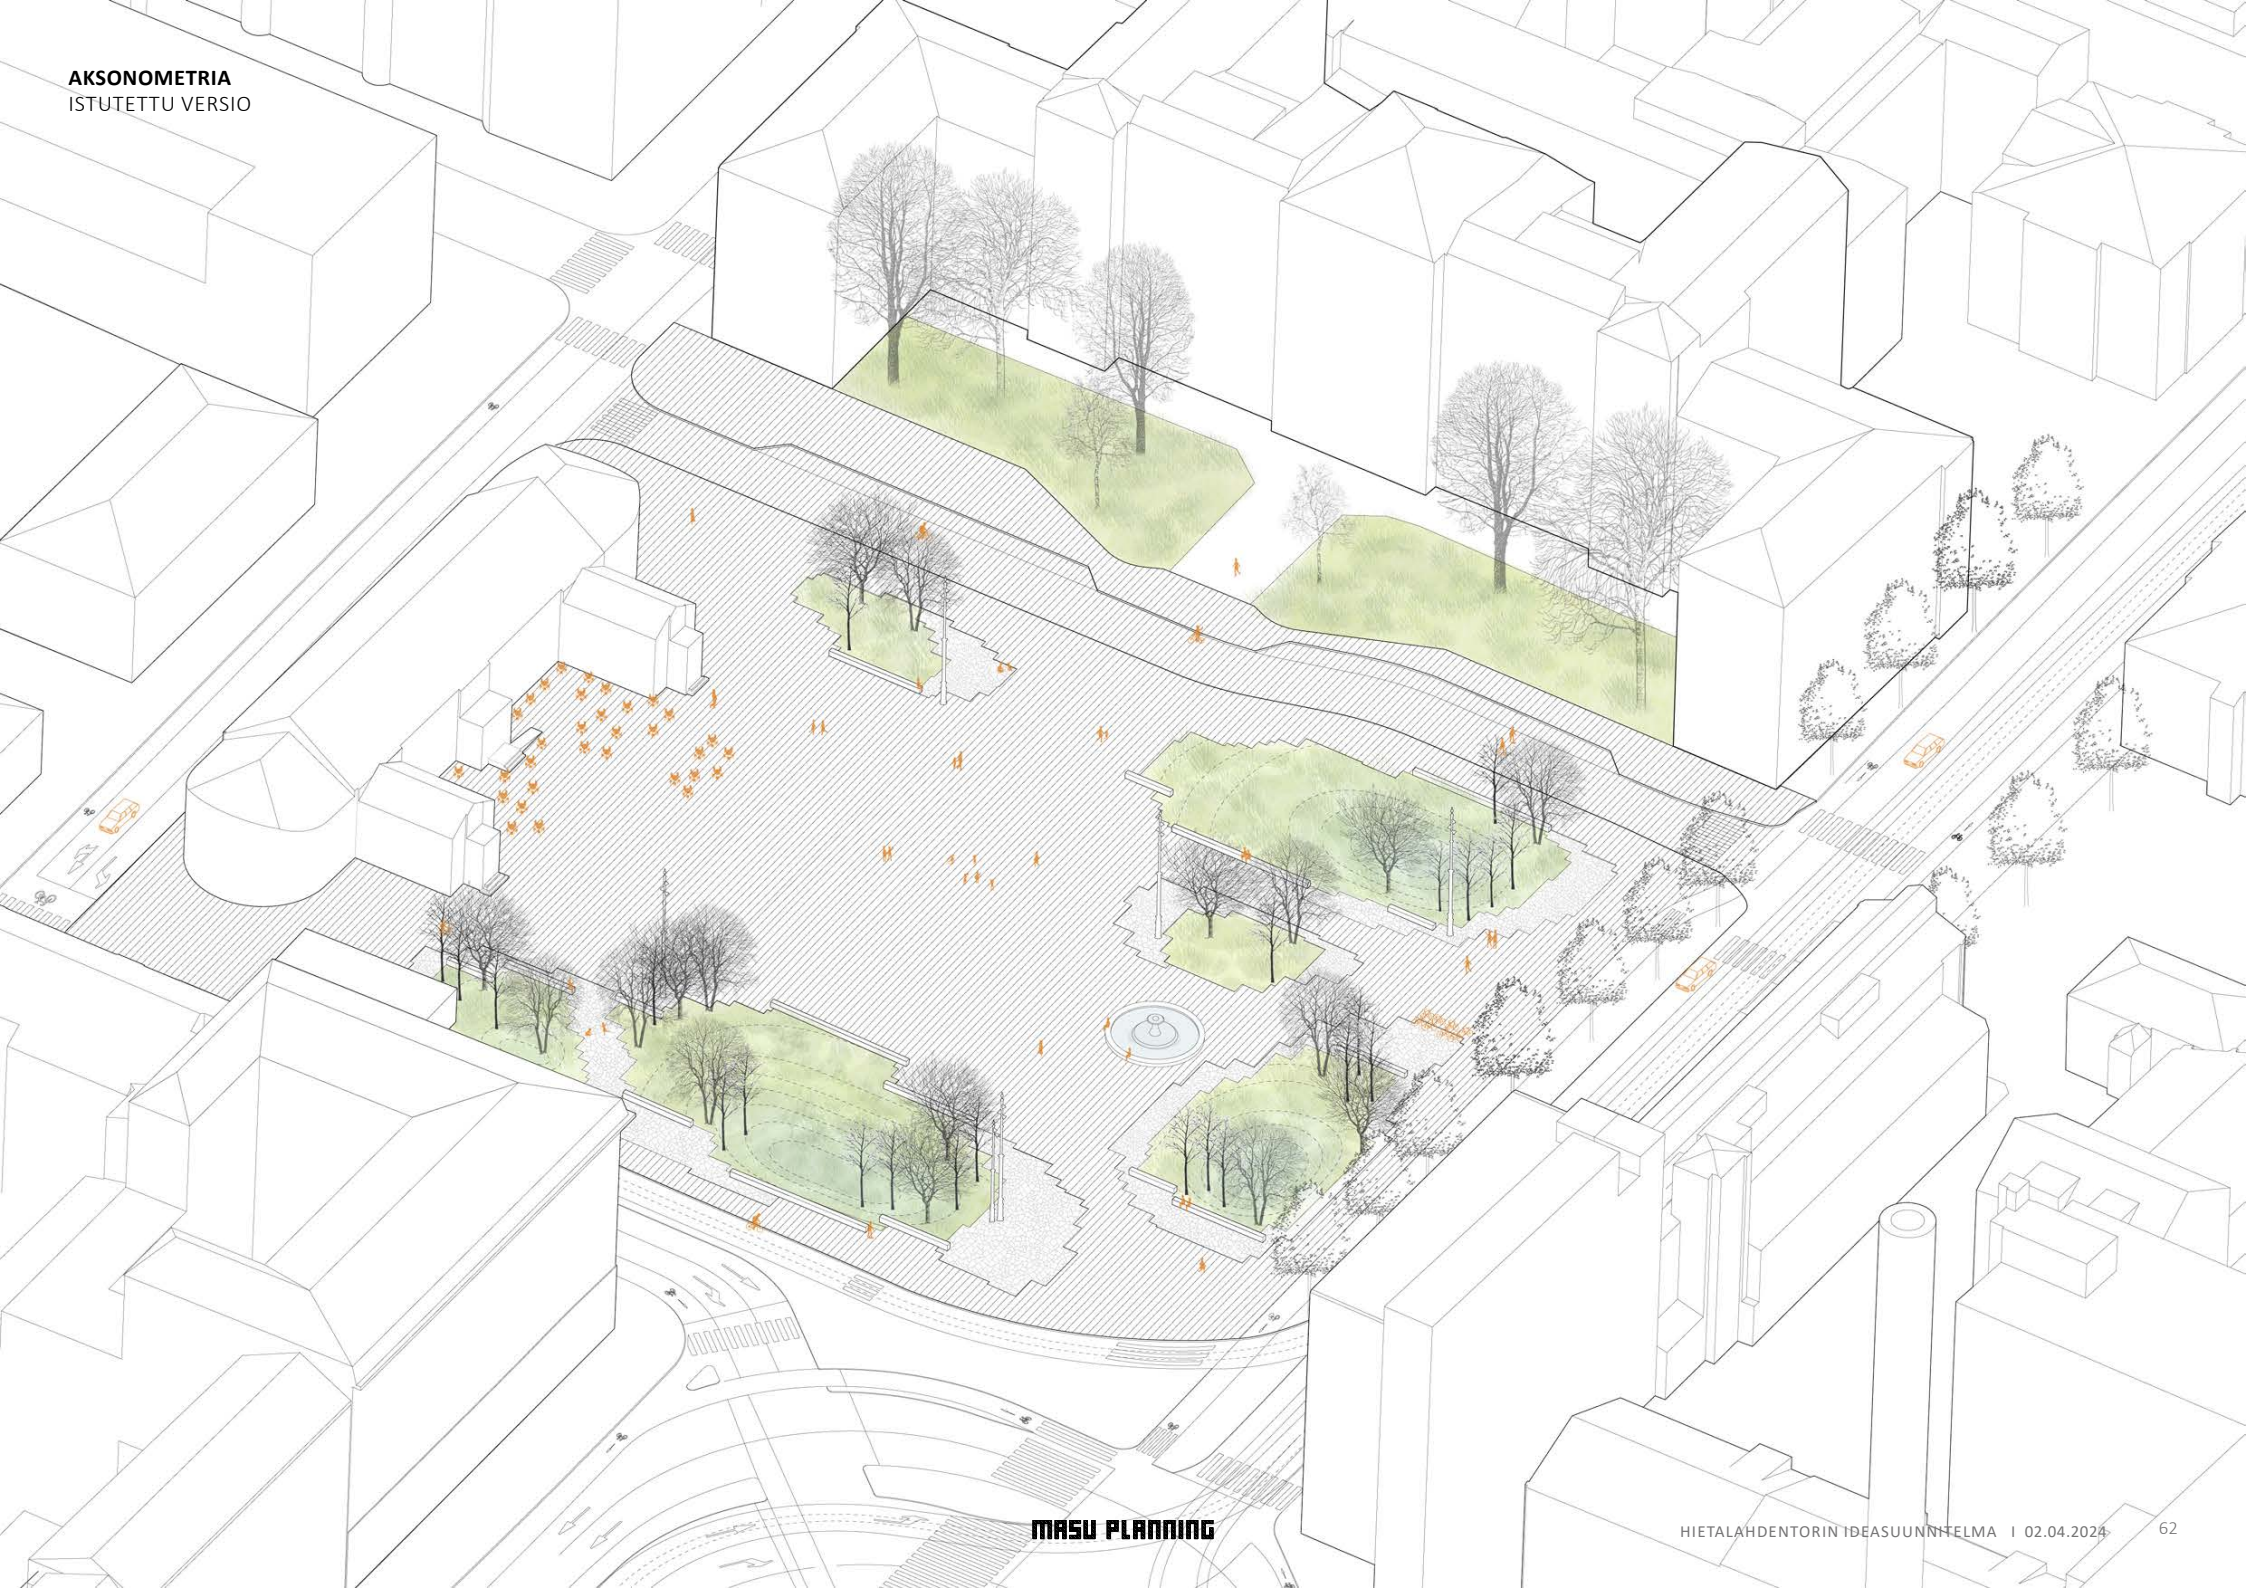 AKSONOMETRIA
ISTUTETTU VERSIO
MASU PLANNING
HIETALAHDENTORIN IDEASUUNNITELMA I 02.04.2024 62